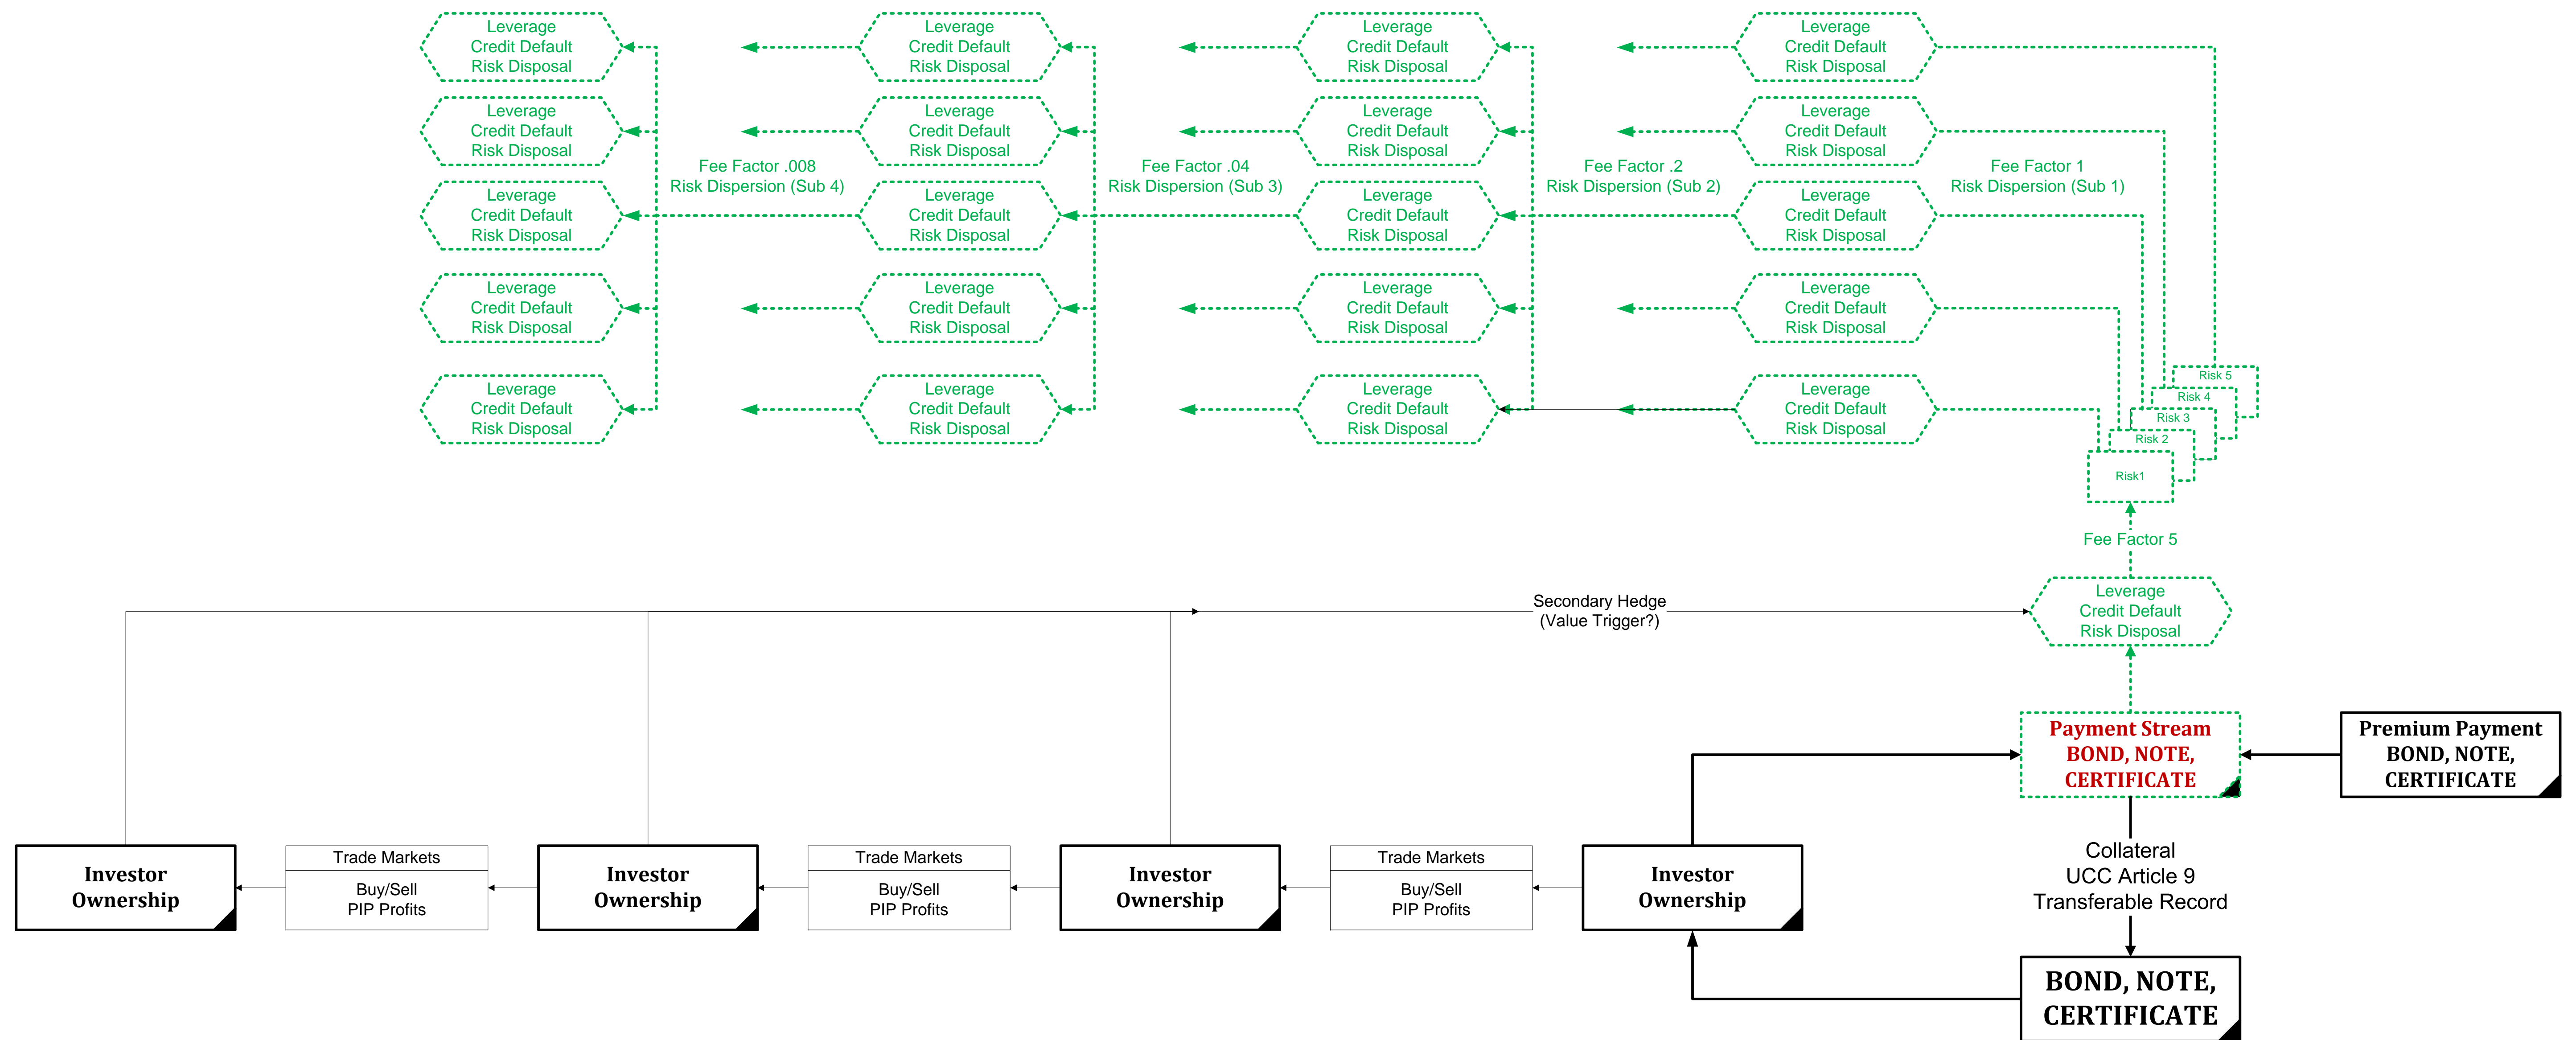 Leverage
Credit Default
Risk Disposal
Leverage
Credit Default
Risk Disposal
Leverage
Credit Default
Risk Disposal
Leverage
Credit Default
Risk Disposal
Leverage
Credit Default
Risk Disposal
Leverage
Credit Default
Risk Disposal
Leverage
Credit Default
Risk Disposal
Leverage
Credit Default
Risk Disposal
Fee Factor .008
Risk Dispersion (Sub 4)
Fee Factor .04
Risk Dispersion (Sub 3)
Fee Factor .2
Risk Dispersion (Sub 2)
Fee Factor 1
Risk Dispersion (Sub 1)
Leverage
Credit Default
Risk Disposal
Leverage
Credit Default
Risk Disposal
Leverage
Credit Default
Risk Disposal
Leverage
Credit Default
Risk Disposal
Leverage
Credit Default
Risk Disposal
Leverage
Credit Default
Risk Disposal
Leverage
Credit Default
Risk Disposal
Leverage
Credit Default
Risk Disposal
Leverage
Credit Default
Risk Disposal
Leverage
Credit Default
Risk Disposal
Leverage
Credit Default
Risk Disposal
Leverage
Credit Default
Risk Disposal
Risk 5
Risk 4
Risk 3
Risk 2
Risk1
Fee Factor 5
Leverage
Credit Default
Risk Disposal
Secondary Hedge
(Value Trigger?)
Payment Stream
BOND, NOTE,
CERTIFICATE
Premium Payment
BOND, NOTE,
CERTIFICATE
Investor
Ownership
Trade Markets
Buy/Sell
PIP Profits
Investor
Ownership
Trade Markets
Buy/Sell
PIP Profits
Investor
Ownership
Trade Markets
Buy/Sell
PIP Profits
Investor
Ownership
Collateral
UCC Article 9
Transferable Record
BOND, NOTE,
CERTIFICATE